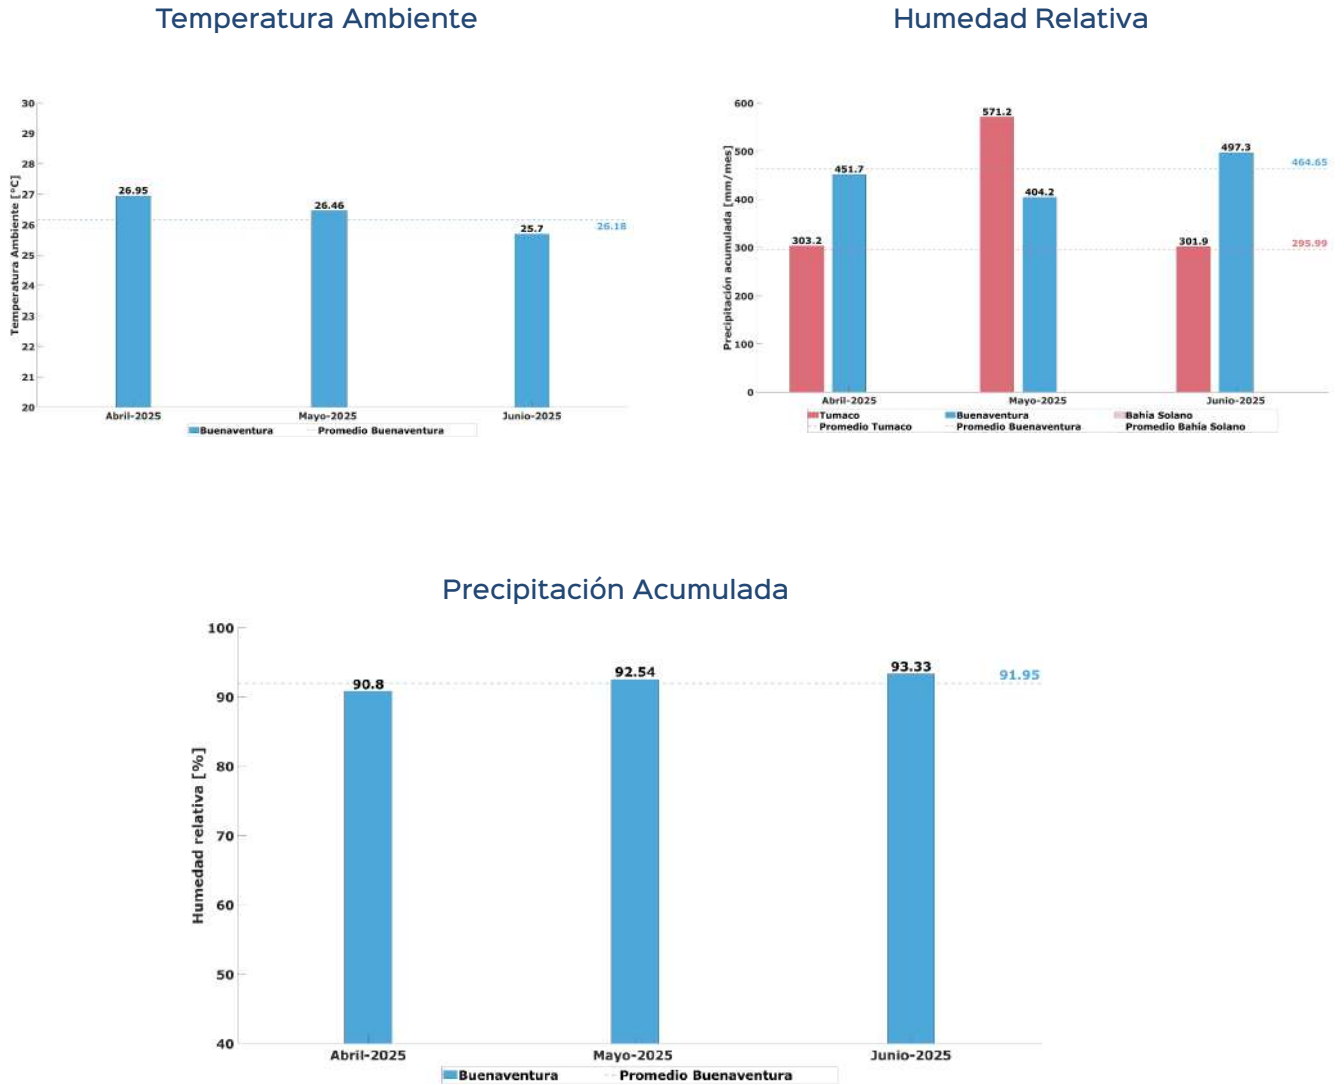 Temperatura Ambiente
Humedad Relativa
Temperatura Ambiente [°C]
30
29
28
27
26
25
24
23
22
21
20
26.95
26.46
25.7
26.18
Abril-2025
Mayo-2025
Junio-2025
Buenaventura
Promedio Buenaventura
Precipitación acumulada [mm/mes]
600
500
400
300
200
100
0
303.2
451.7
571.2
404.2
301.9
497.3
464.65
295.99
Abril-2025
Mayo-2025
Junio-2025
Tumaco
Buenaventura
Bahía Solano
Promedio Tumaco
Promedio Buenaventura
Promedio Bahía Solano
Precipitación Acumulada
Humedad relativa [%]
100
90
80
70
60
50
40
90.8
92.54
93.33
91.95
Abril-2025
Mayo-2025
Junio-2025
Buenaventura
Promedio Buenaventura